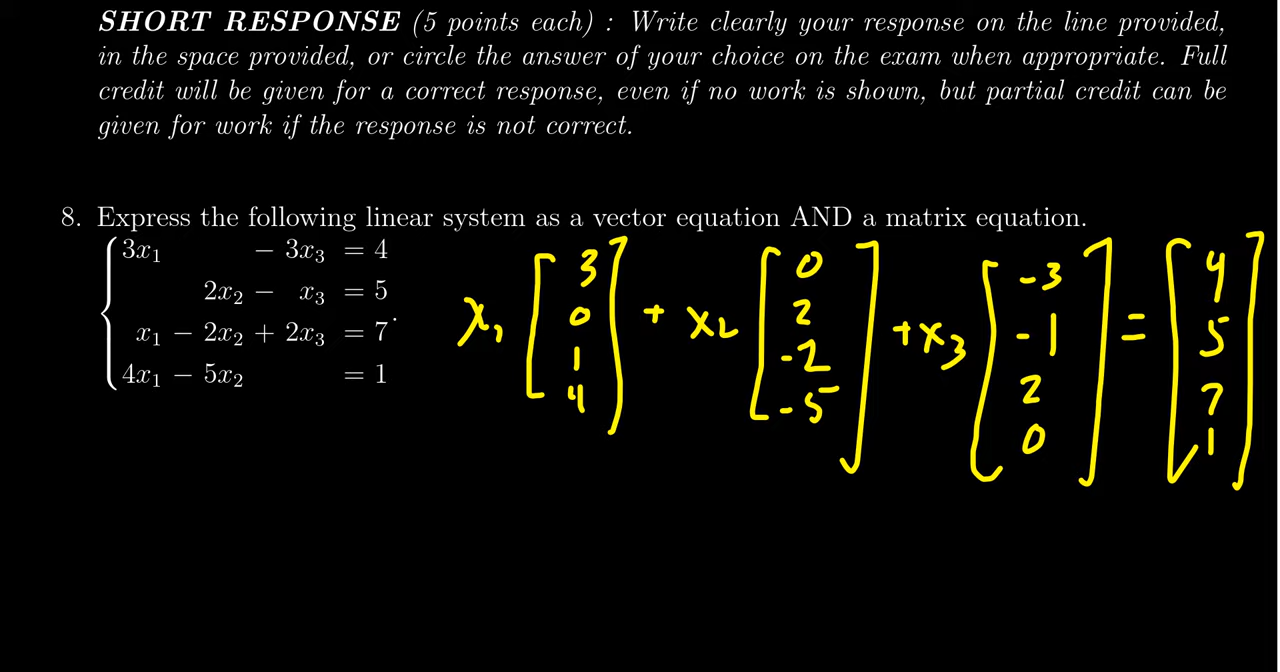 SHORT RESPONSE (5 points each) : Write clearly your response on the line provided,
in the space provided, or circle the answer of your choice on the exam when appropriate. Full
credit will be given for a correct response, even if no work is shown, but partial credit can be
given for work if the response is not correct.
8. Express the following linear system as a vector equation AND a matrix equation.
3x₁ − 3x₃ = 4
2x₂ − x₃ = 5
x₁ − 2x₂ + 2x₃ = 7.
4x₁ − 5x₂ = 1
x₁ [3 0 1 4] + x₂ [0 2 -2 -5] + x₃ [-3 -1 2 0] = [4 5 7 1]